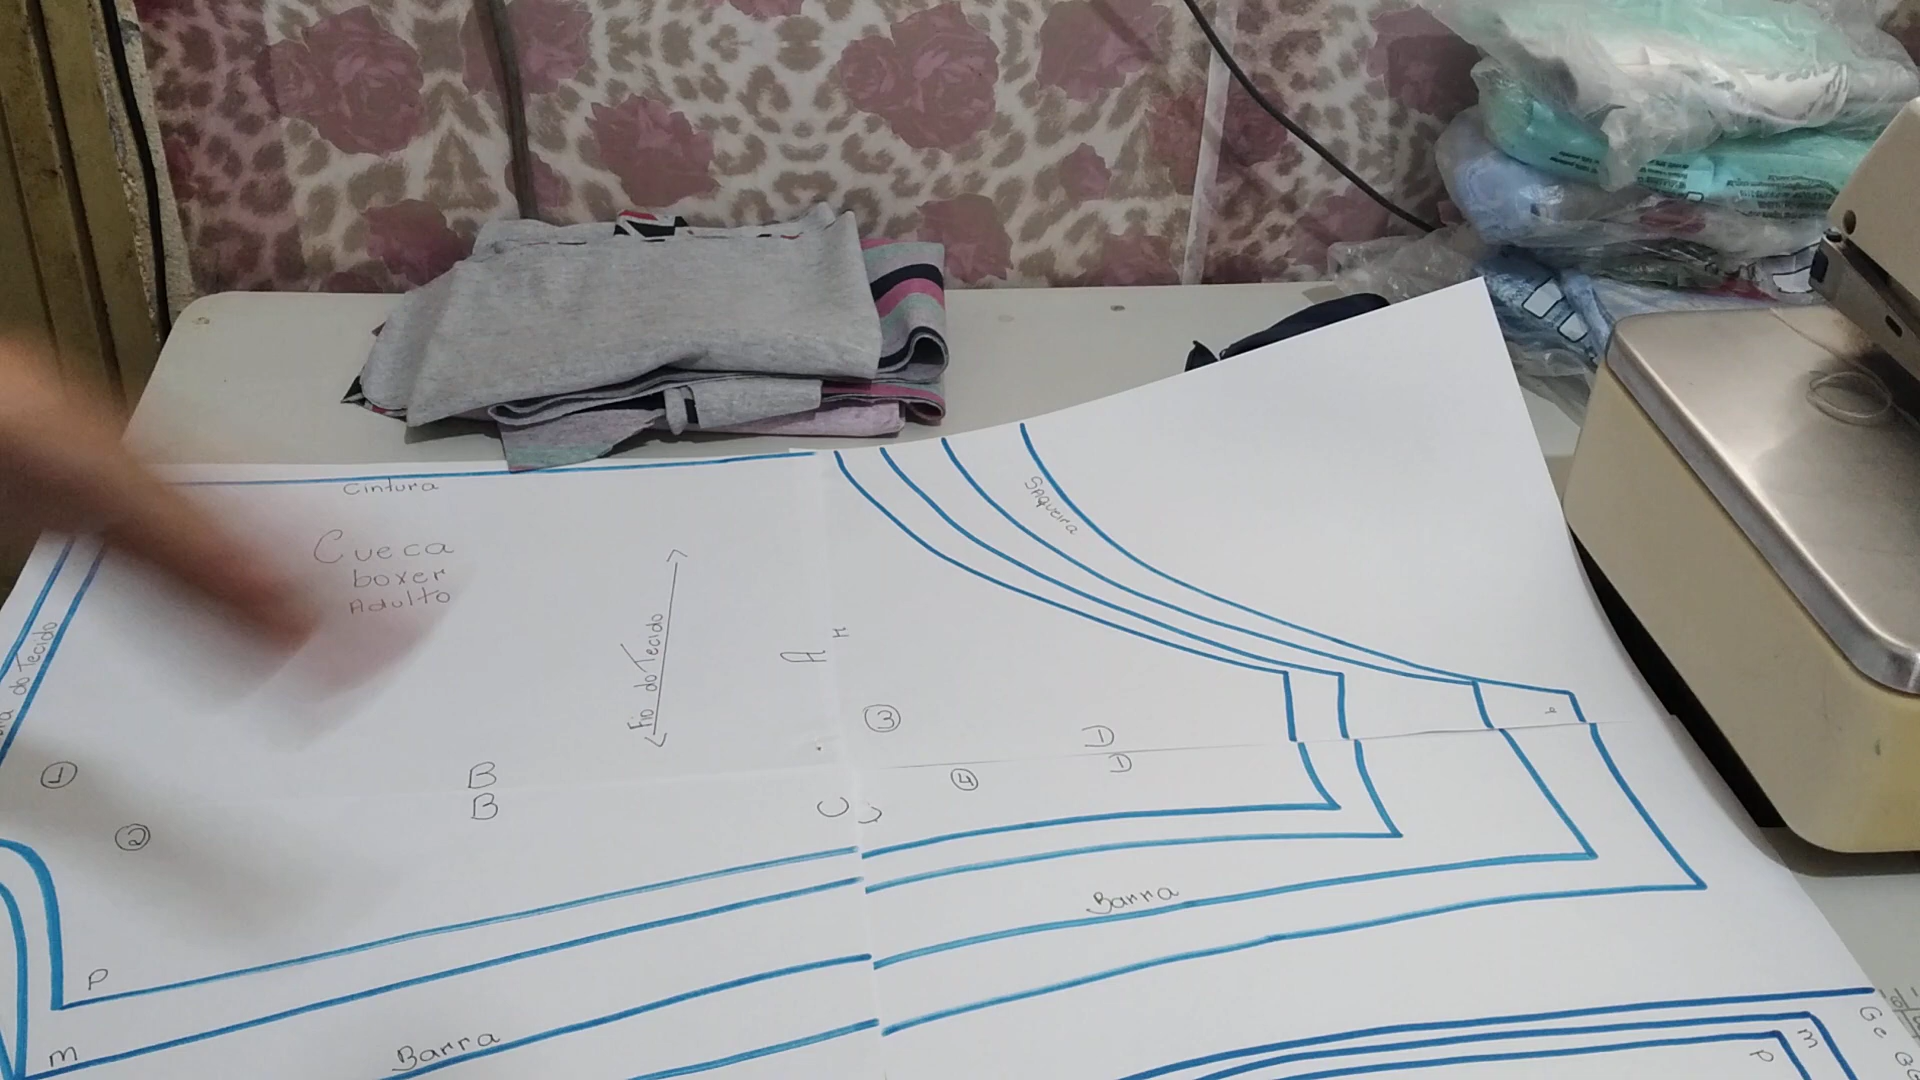 Cintura
Cueca
boxer
Adulto
do Tecido
Fio do Tecido
Saqueira
A
1
2
B
B
3
4
C
D
D
Barra
P
M
Barra
M
P